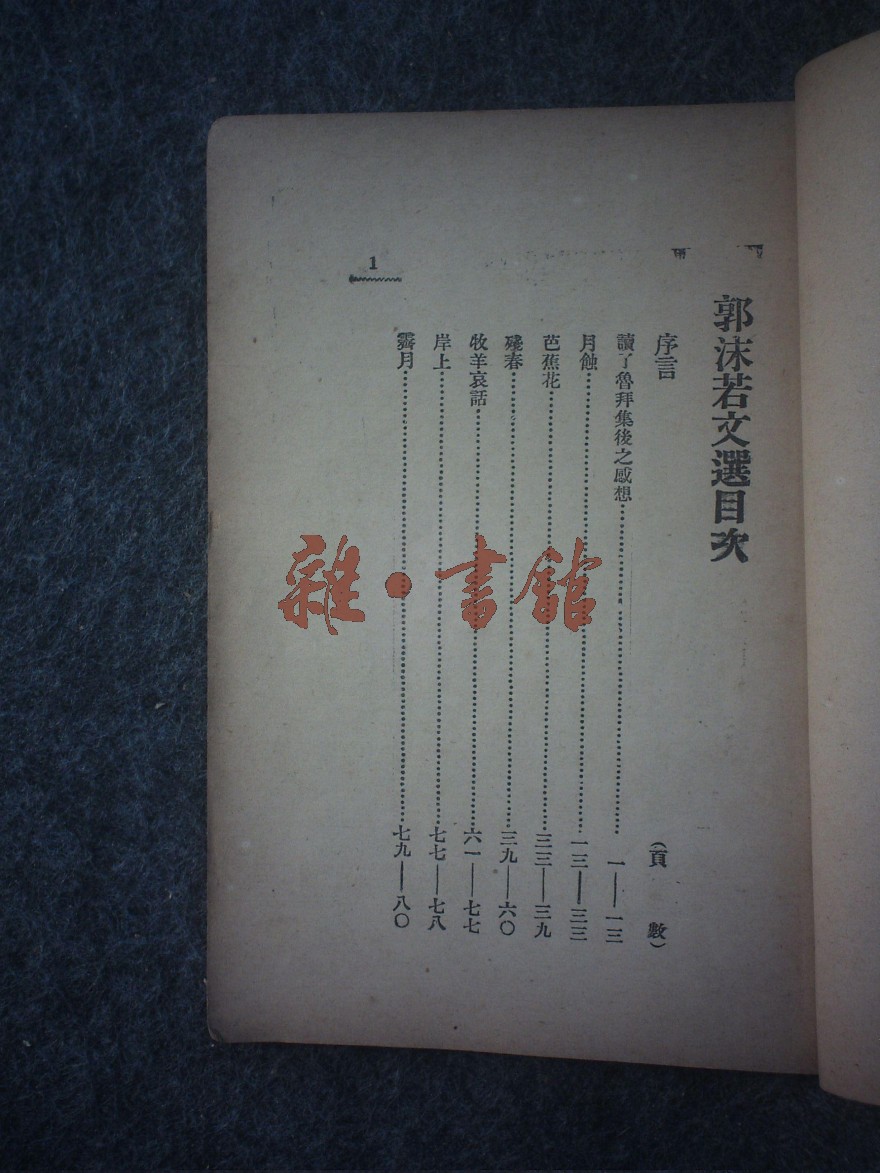 郭沫若文選目次
序言
(頁 數)
讀了魯拜集後之感想……一——一三
月蝕……一三——三三
芭蕉花……三三——三九
殘春……三九——六〇
牧羊哀話……六一——七七
岸上……七七——七八
霽月……七九——八〇
1
雜·書館